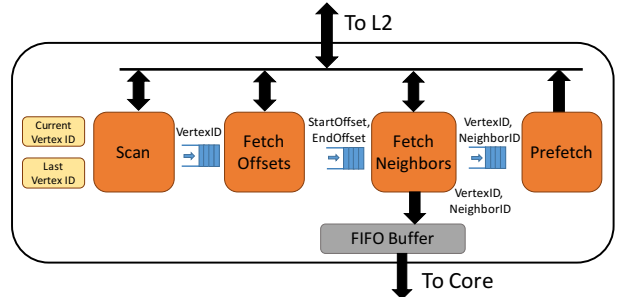 To L2
Current
Vertex ID
Last
Vertex ID
Scan
VertexID
Fetch
Offsets
StartOffset,
EndOffset
Fetch
Neighbors
VertexID,
NeighborID
Prefetch
VertexID,
NeighborID
FIFO Buffer
To Core